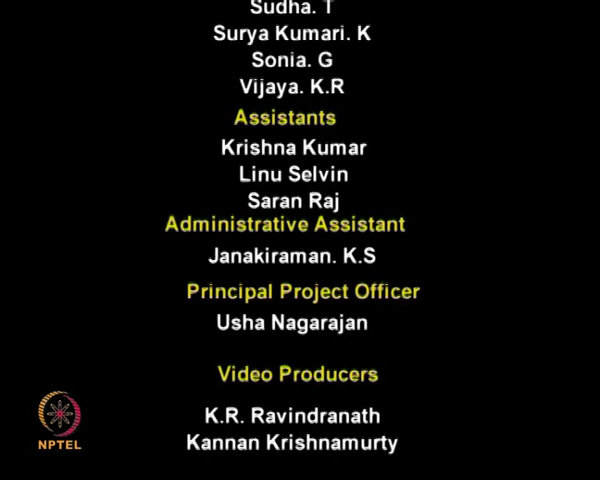 Sudha. T
Surya Kumari. K
Sonia. G
Vijaya. K.R
Assistants
Krishna Kumar
Linu Selvin
Saran Raj
Administrative Assistant
Janakiraman. K.S
Principal Project Officer
Usha Nagarajan
Video Producers
K.R. Ravindranath
Kannan Krishnamurty
NPTEL